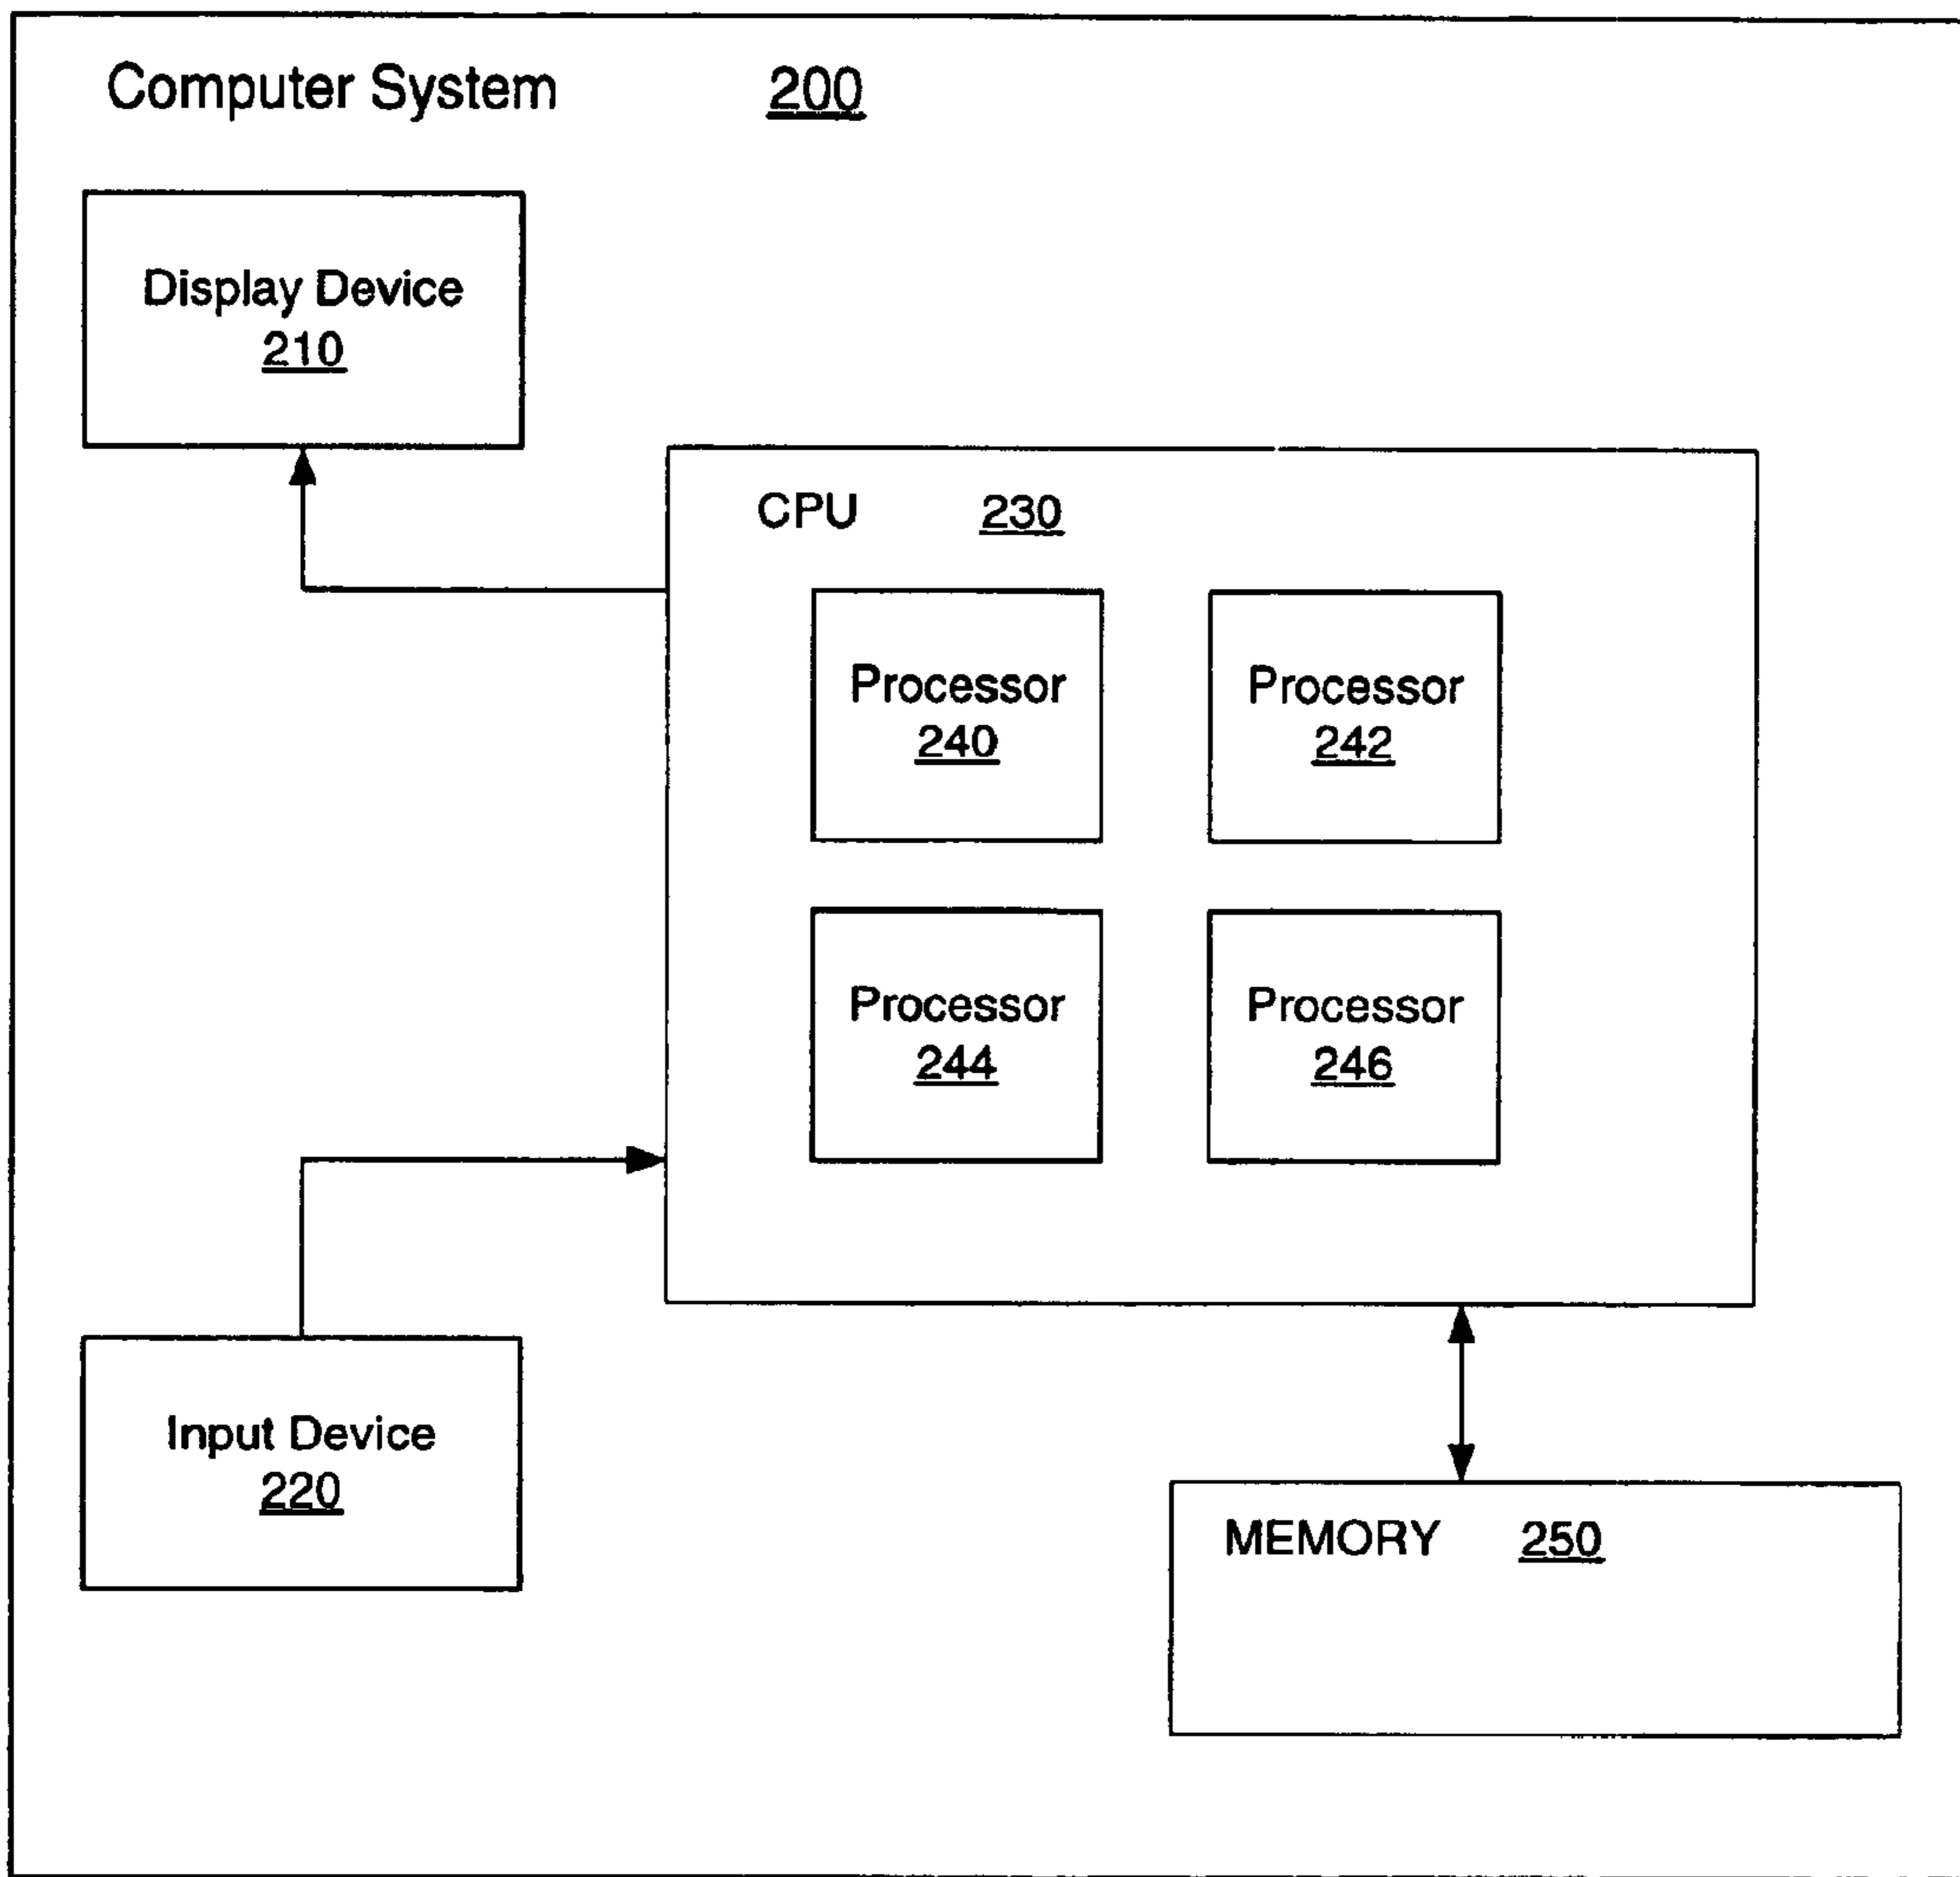 Computer System 200
Display Device
210
CPU 230
Processor
240
Processor
242
Processor
244
Processor
246
Input Device
220
MEMORY 250